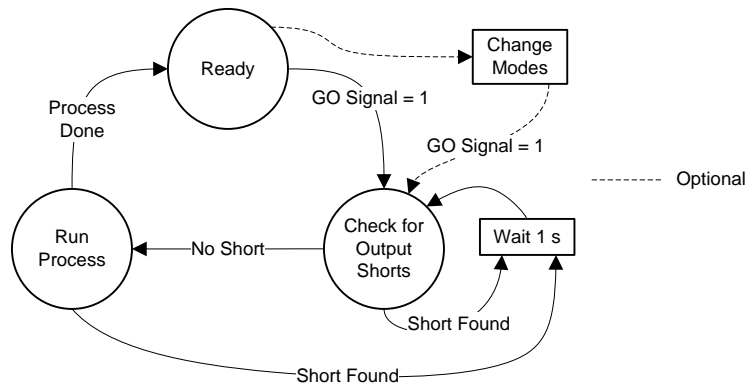 Ready
Change
Modes
GO Signal = 1
Process
Done
GO Signal = 1
Optional
Run
Process
No Short
Check for
Output
Shorts
Wait 1 s
Short Found
Short Found